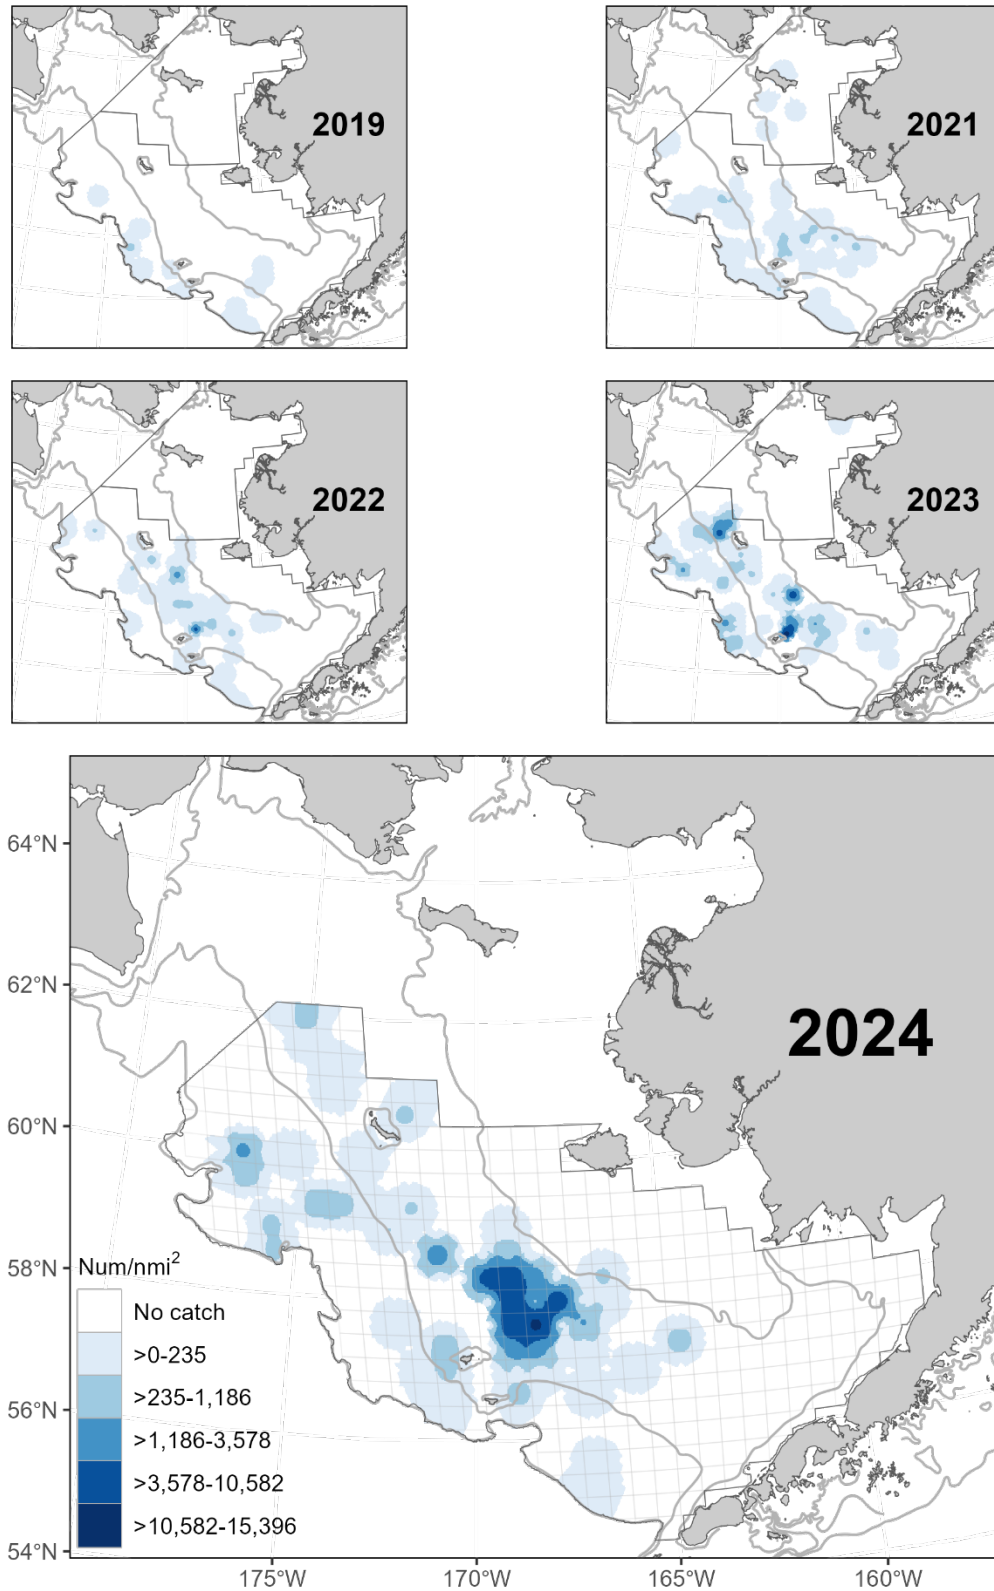 2019
2021
2022
2023
2024
64°N
62°N
60°N
58°N
56°N
54°N
Num/nmi²
No catch
>0-235
>235-1,186
>1,186-3,578
>3,578-10,582
>10,582-15,396
175°W
170°W
165°W
160°W